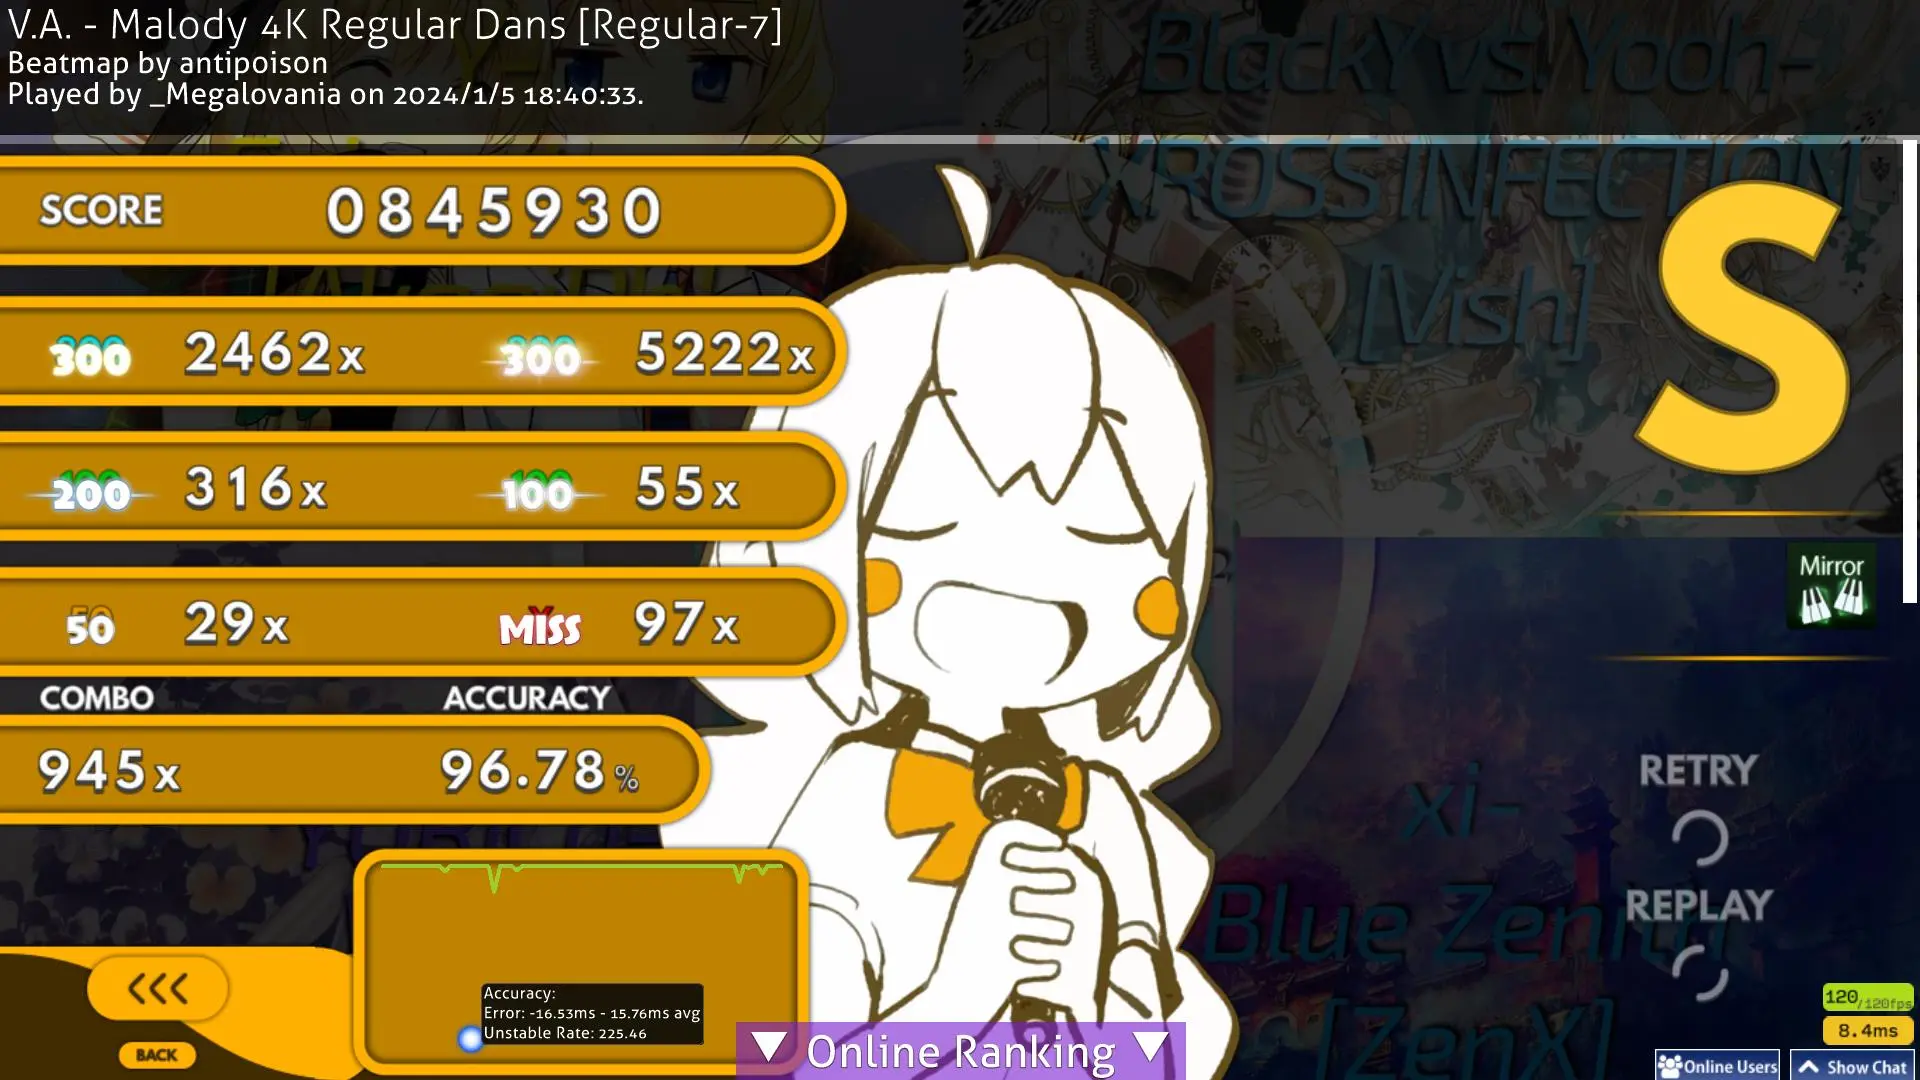 V.A. - Malody 4K Regular Dans [Regular-7]
Beatmap by antipoison
Played by _Megalovania on 2024/1/5 18:40:33.
BlackY vs. Yooh -
XROSS INFECTION
[Vish]
SCORE 0845930
300 2462x 300 5222x
200 316x 100 55x
50 29x MISS 97x
Mirror
COMBO ACCURACY
945x 96.78%
RETRY
xi -
REPLAY
Blue Zenith
[ZenX]
Accuracy:
Error: -16.53ms - 15.76ms avg
Unstable Rate: 225.46
BACK
Online Ranking
120/120fps
8.4ms
Online Users
Show Chat